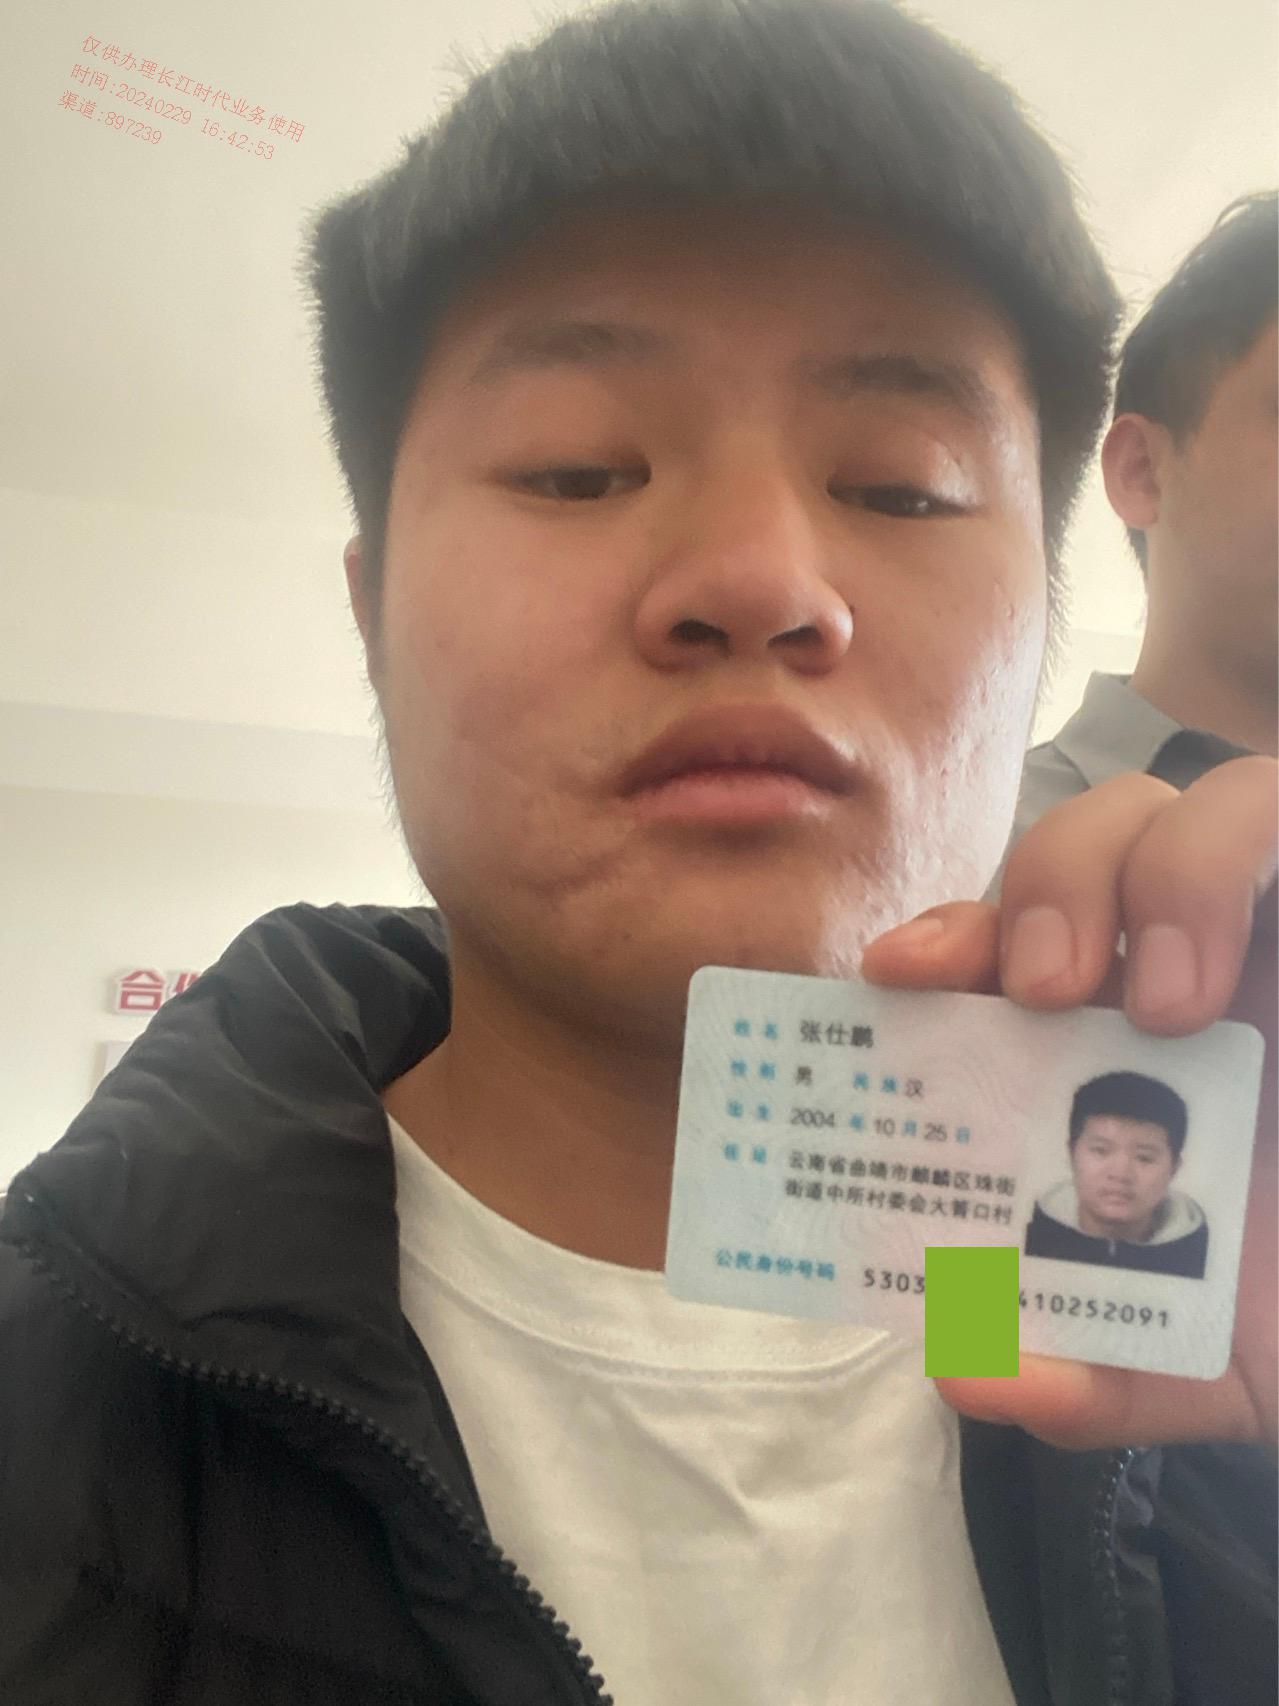 仅供办理长江时代业务使用
时间:20240229 16:42:53
渠道:897239
合
姓名 张仕鹏
性别 男 民族 汉
出生 2004 年 10 月 25 日
住址 云南省曲靖市麒麟区珠街
街道中所村委会大箐口村
公民身份号码 5303 410252091